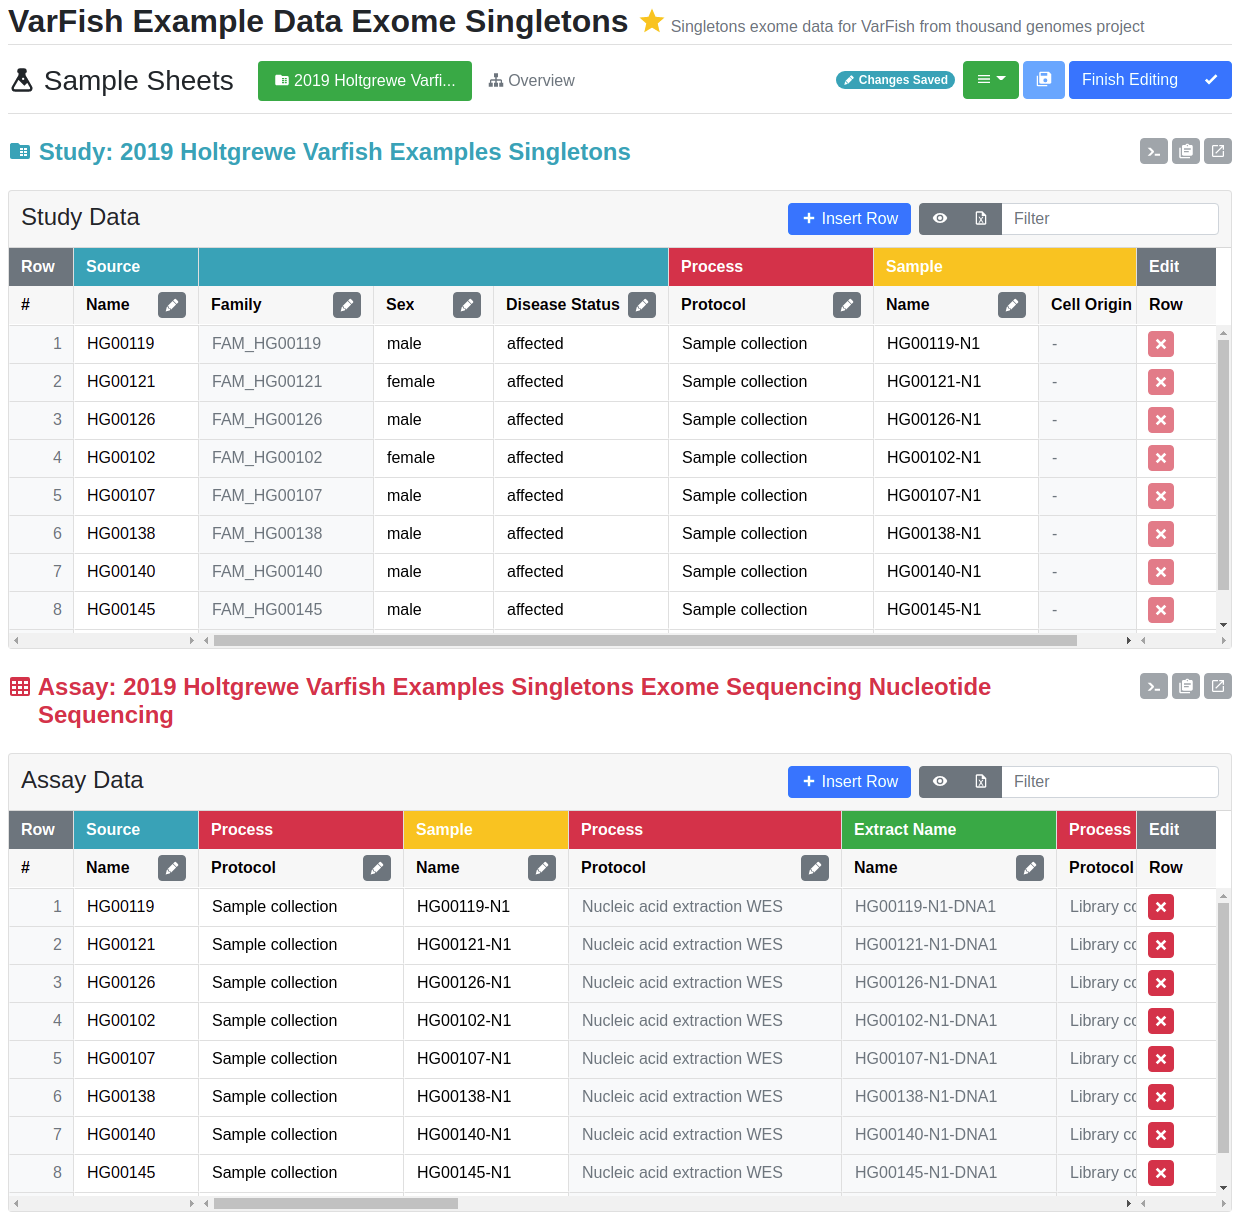 VarFish Example Data Exome Singletons Singletons exome data for VarFish from thousand genomes project
Sample Sheets 2019 Holtgrewe Varfi... Overview Changes Saved Finish Editing
Study: 2019 Holtgrewe Varfish Examples Singletons
Study Data Insert Row Filter
Row Source Process Sample Edit
# Name Family Sex Disease Status Protocol Name Cell Origin Row
1 HG00119 FAM_HG00119 male affected Sample collection HG00119-N1 -
2 HG00121 FAM_HG00121 female affected Sample collection HG00121-N1 -
3 HG00126 FAM_HG00126 male affected Sample collection HG00126-N1 -
4 HG00102 FAM_HG00102 female affected Sample collection HG00102-N1 -
5 HG00107 FAM_HG00107 male affected Sample collection HG00107-N1 -
6 HG00138 FAM_HG00138 male affected Sample collection HG00138-N1 -
7 HG00140 FAM_HG00140 male affected Sample collection HG00140-N1 -
8 HG00145 FAM_HG00145 male affected Sample collection HG00145-N1 -
Assay: 2019 Holtgrewe Varfish Examples Singletons Exome Sequencing Nucleotide
Sequencing
Assay Data Insert Row Filter
Row Source Process Sample Process Extract Name Process Edit
# Name Protocol Name Protocol Name Protocol Row
1 HG00119 Sample collection HG00119-N1 Nucleic acid extraction WES HG00119-N1-DNA1 Library
2 HG00121 Sample collection HG00121-N1 Nucleic acid extraction WES HG00121-N1-DNA1 Library
3 HG00126 Sample collection HG00126-N1 Nucleic acid extraction WES HG00126-N1-DNA1 Library
4 HG00102 Sample collection HG00102-N1 Nucleic acid extraction WES HG00102-N1-DNA1 Library
5 HG00107 Sample collection HG00107-N1 Nucleic acid extraction WES HG00107-N1-DNA1 Library
6 HG00138 Sample collection HG00138-N1 Nucleic acid extraction WES HG00138-N1-DNA1 Library
7 HG00140 Sample collection HG00140-N1 Nucleic acid extraction WES HG00140-N1-DNA1 Library
8 HG00145 Sample collection HG00145-N1 Nucleic acid extraction WES HG00145-N1-DNA1 Library